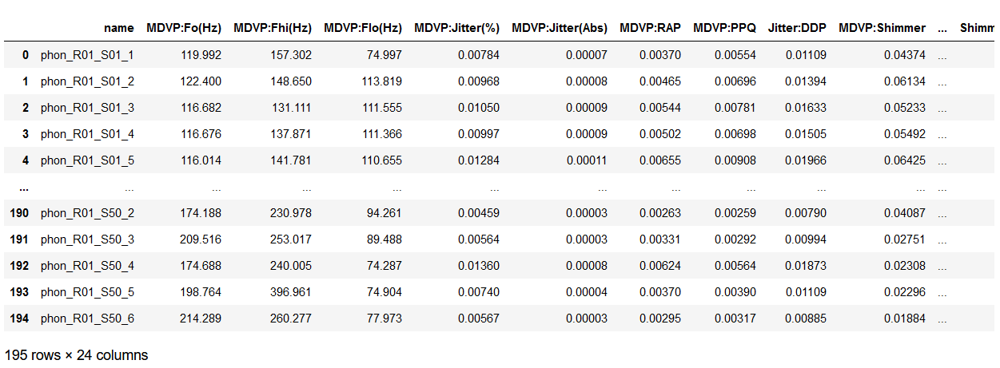 name MDVP:Fo(Hz) MDVP:Fhi(Hz) MDVP:Flo(Hz) MDVP:Jitter(%) MDVP:Jitter(Abs) MDVP:RAP MDVP:PPQ Jitter:DDP MDVP:Shimmer ... Shimm
0 phon_R01_S01_1 119.992 157.302 74.997 0.00784 0.00007 0.00370 0.00554 0.01109 0.04374 ...
1 phon_R01_S01_2 122.400 148.650 113.819 0.00968 0.00008 0.00465 0.00696 0.01394 0.06134 ...
2 phon_R01_S01_3 116.682 131.111 111.555 0.01050 0.00009 0.00544 0.00781 0.01633 0.05233 ...
3 phon_R01_S01_4 116.676 137.871 111.366 0.00997 0.00009 0.00502 0.00698 0.01505 0.05492 ...
4 phon_R01_S01_5 116.014 141.781 110.655 0.01284 0.00011 0.00655 0.00908 0.01966 0.06425 ...
... ... ... ... ... ... ... ... ... ... ... ...
190 phon_R01_S50_2 174.188 230.978 94.261 0.00459 0.00003 0.00263 0.00259 0.00790 0.04087 ...
191 phon_R01_S50_3 209.516 253.017 89.488 0.00564 0.00003 0.00331 0.00292 0.00994 0.02751 ...
192 phon_R01_S50_4 174.688 240.005 74.287 0.01360 0.00008 0.00624 0.00564 0.01873 0.02308 ...
193 phon_R01_S50_5 198.764 396.961 74.904 0.00740 0.00004 0.00370 0.00390 0.01109 0.02296 ...
194 phon_R01_S50_6 214.289 260.277 77.973 0.00567 0.00003 0.00295 0.00317 0.00885 0.01884 ...
195 rows × 24 columns